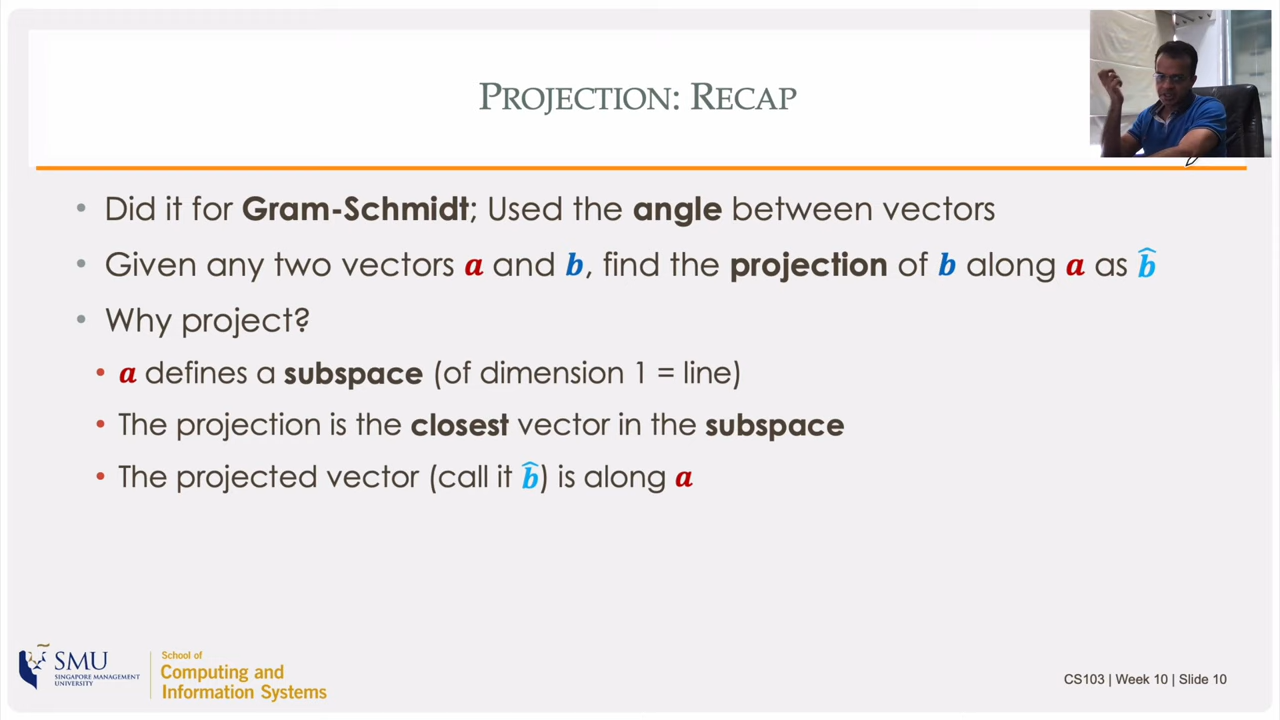 PROJECTION: RECAP
• Did it for Gram-Schmidt; Used the angle between vectors
• Given any two vectors a and b, find the projection of b along a as b̂
• Why project?
• a defines a subspace (of dimension 1 = line)
• The projection is the closest vector in the subspace
• The projected vector (call it b̂) is along a
SMU
SINGAPORE MANAGEMENT
UNIVERSITY
School of
Computing and
Information Systems
CS103 | Week 10 | Slide 10